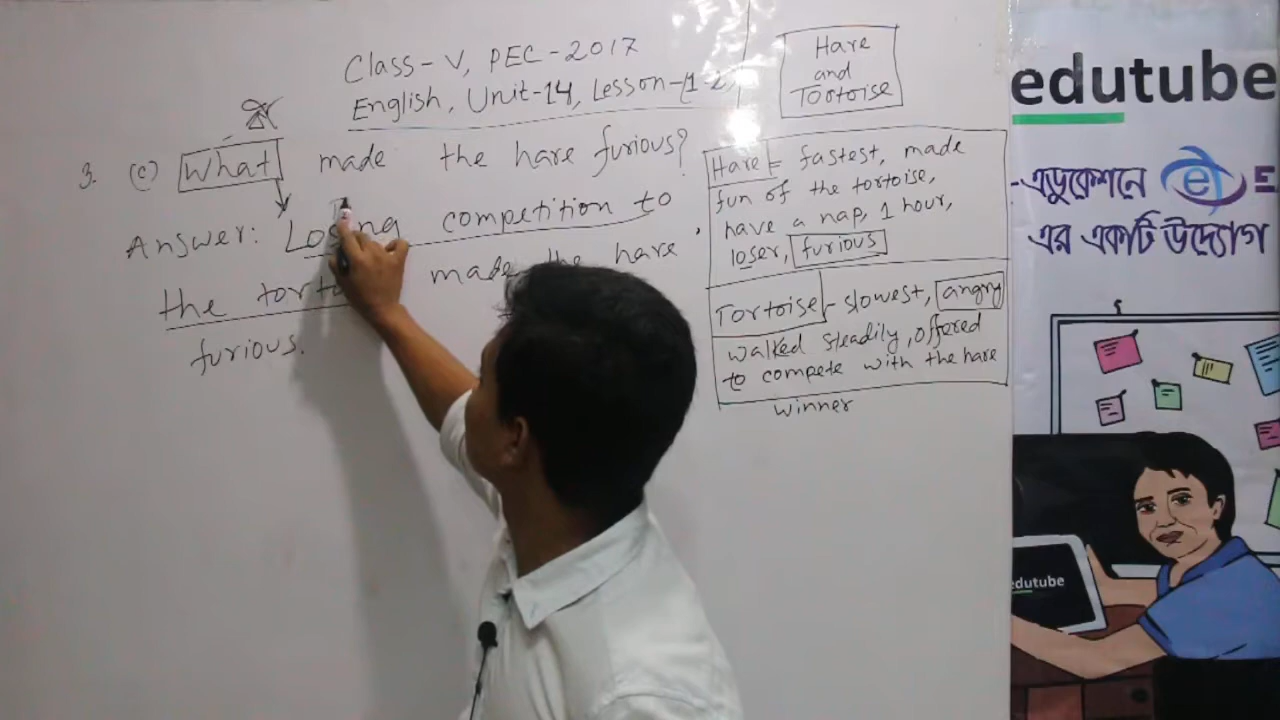 Class-V, PEC-2017
English, Unit-14, Lesson-(1-2)
Hare
and
Tortoise
3. (c) What made the hare furious?
Answer: Losing competition to
the made the hare
furious.
Hare = fastest, made
fun of the tortoise,
have a nap, 1 hour,
loser, furious
Tortoise - slowest, angry
walked steadily, offered
to compete with the hare
winner
edutube
-এডুকেশনে e E
এর একটি উদ্যোগ
edutube